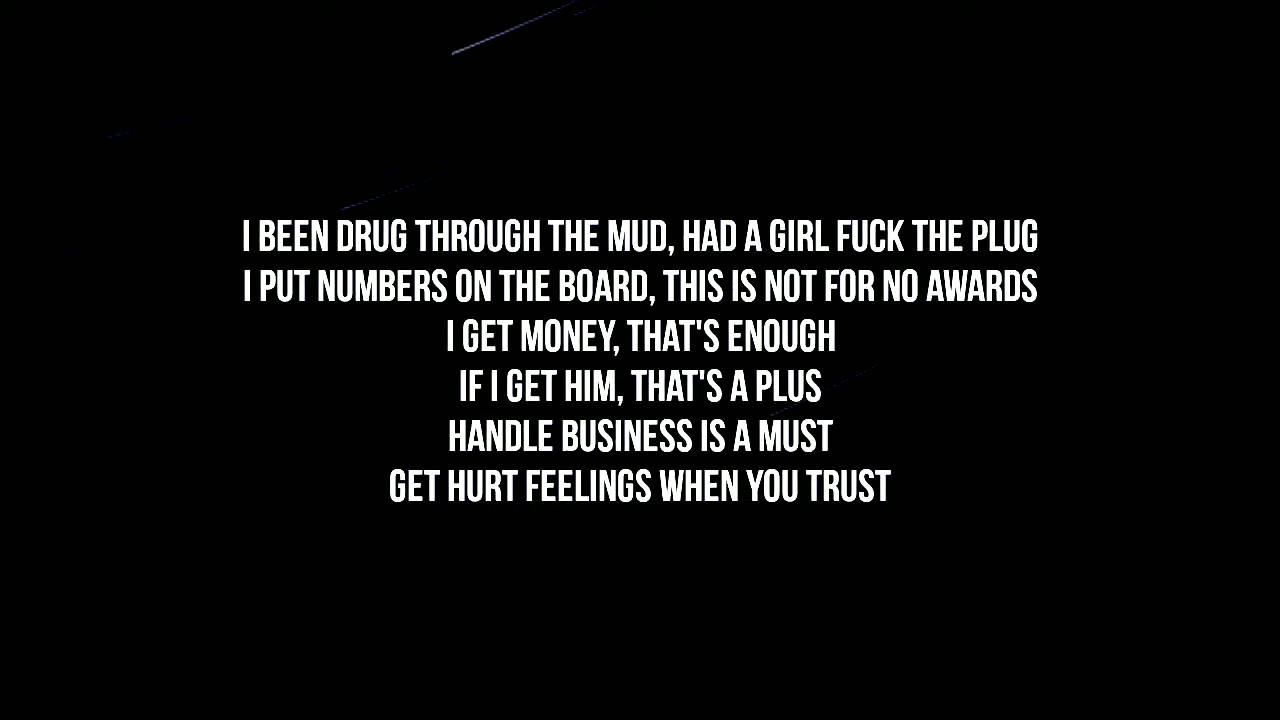 I BEEN DRUG THROUGH THE MUD, HAD A GIRL FUCK THE PLUG
I PUT NUMBERS ON THE BOARD, THIS IS NOT FOR NO AWARDS
I GET MONEY, THAT'S ENOUGH
IF I GET HIM, THAT'S A PLUS
HANDLE BUSINESS IS A MUST
GET HURT FEELINGS WHEN YOU TRUST